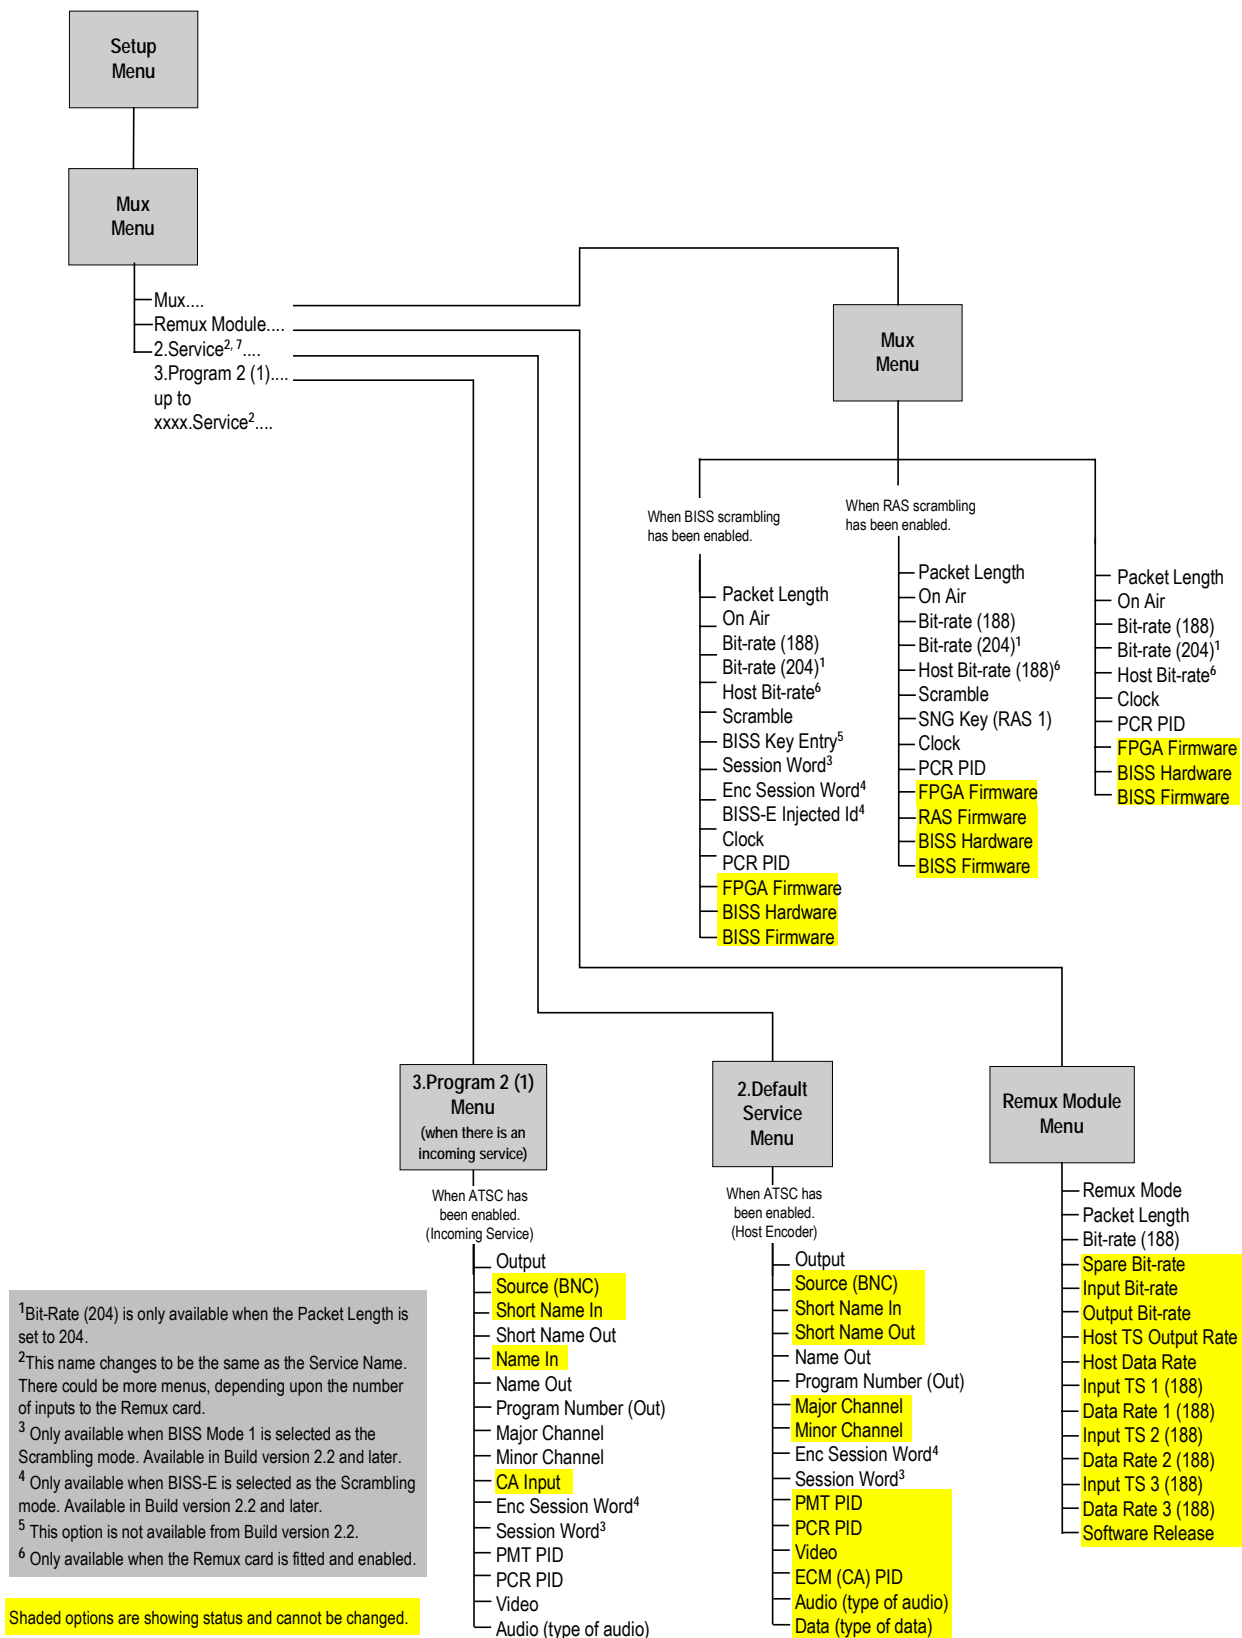 Setup
Menu
Mux
Menu
Mux....
Remux Module....
2.Service2, 7....
3.Program 2 (1)....
up to
xxxx.Service2....
Mux
Menu
When BISS scrambling
has been enabled.
Packet Length
On Air
Bit-rate (188)
Bit-rate (204)1
Host Bit-rate6
Scramble
BISS Key Entry5
Session Word3
Enc Session Word4
BISS-E Injected Id4
Clock
PCR PID
FPGA Firmware
BISS Hardware
BISS Firmware
When RAS scrambling
has been enabled.
Packet Length
On Air
Bit-rate (188)
Bit-rate (204)1
Host Bit-rate (188)6
Scramble
SNG Key (RAS 1)
Clock
PCR PID
FPGA Firmware
RAS Firmware
BISS Hardware
BISS Firmware
Packet Length
On Air
Bit-rate (188)
Bit-rate (204)1
Host Bit-rate6
Clock
PCR PID
FPGA Firmware
BISS Hardware
BISS Firmware
3.Program 2 (1)
Menu
(when there is an
incoming service)
When ATSC has
been enabled.
(Incoming Service)
Output
Source (BNC)
Short Name In
Short Name Out
Name In
Name Out
Program Number (Out)
Major Channel
Minor Channel
CA Input
Enc Session Word4
Session Word3
PMT PID
PCR PID
Video
Audio (type of audio)
2.Default
Service
Menu
When ATSC has
been enabled.
(Host Encoder)
Output
Source (BNC)
Short Name In
Short Name Out
Name Out
Program Number (Out)
Major Channel
Minor Channel
Enc Session Word4
Session Word3
PMT PID
PCR PID
Video
ECM (CA) PID
Audio (type of audio)
Data (type of data)
Remux Module
Menu
Remux Mode
Packet Length
Bit-rate (188)
Spare Bit-rate
Input Bit-rate
Output Bit-rate
Host TS Output Rate
Host Data Rate
Input TS 1 (188)
Data Rate 1 (188)
Input TS 2 (188)
Data Rate 2 (188)
Input TS 3 (188)
Data Rate 3 (188)
Software Release
1Bit-Rate (204) is only available when the Packet Length is
set to 204.
2This name changes to be the same as the Service Name.
There could be more menus, depending upon the number
of inputs to the Remux card.
3 Only available when BISS Mode 1 is selected as the
Scrambling mode. Available in Build version 2.2 and later.
4 Only available when BISS-E is selected as the Scrambling
mode. Available in Build version 2.2 and later.
5 This option is not available from Build version 2.2.
6 Only available when the Remux card is fitted and enabled.
Shaded options are showing status and cannot be changed.